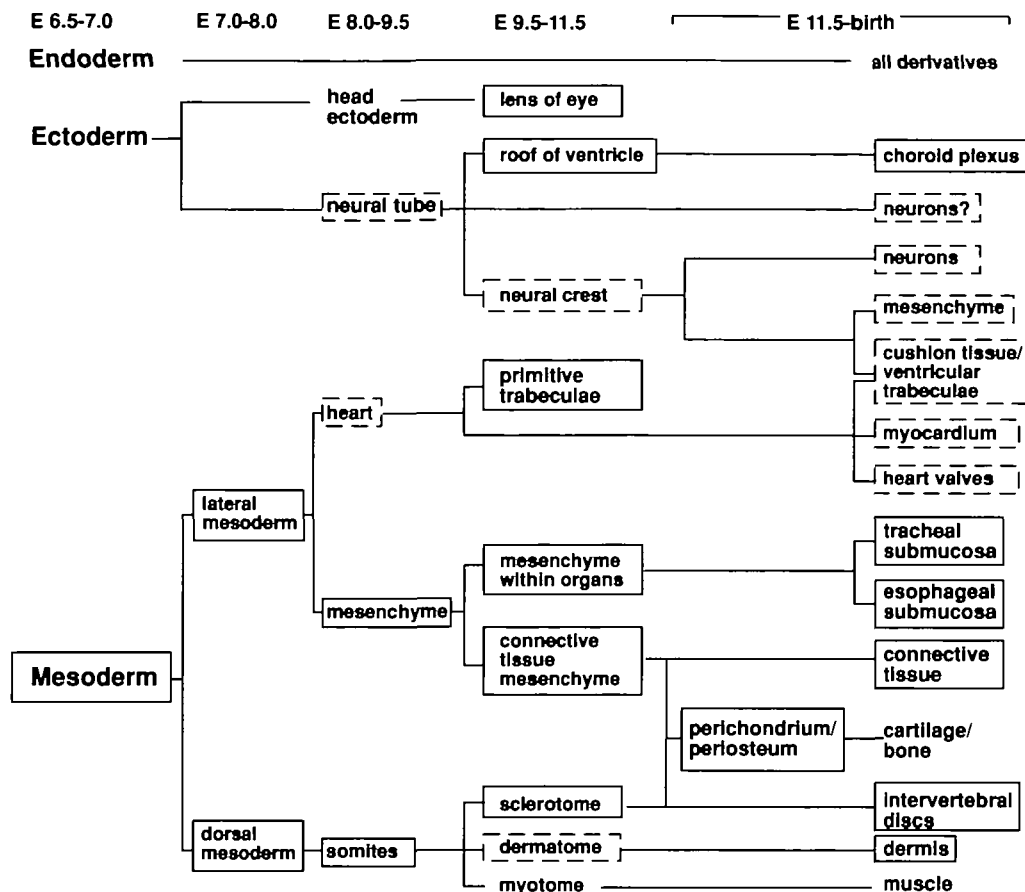 E 6.5-7.0 E 7.0-8.0 E 8.0-9.5 E 9.5-11.5 E 11.5-birth
Endoderm all derivatives
head
ectoderm
lens of eye
Ectoderm
roof of ventricle choroid plexus
neural tube neurons?
neurons
neural crest
mesenchyme
cushion tissue/
ventricular
trabeculae
primitive
trabeculae
heart
myocardium
heart valves
lateral
mesoderm
tracheal
submucosa
mesenchyme
within organs
esophageal
submucosa
mesenchyme
connective
tissue
mesenchyme
connective
tissue
Mesoderm
perichondrium/
periosteum
cartilage/
bone
sclerotome
intervertebral
discs
dorsal
mesoderm
somites
dermatome dermis
myotome muscle